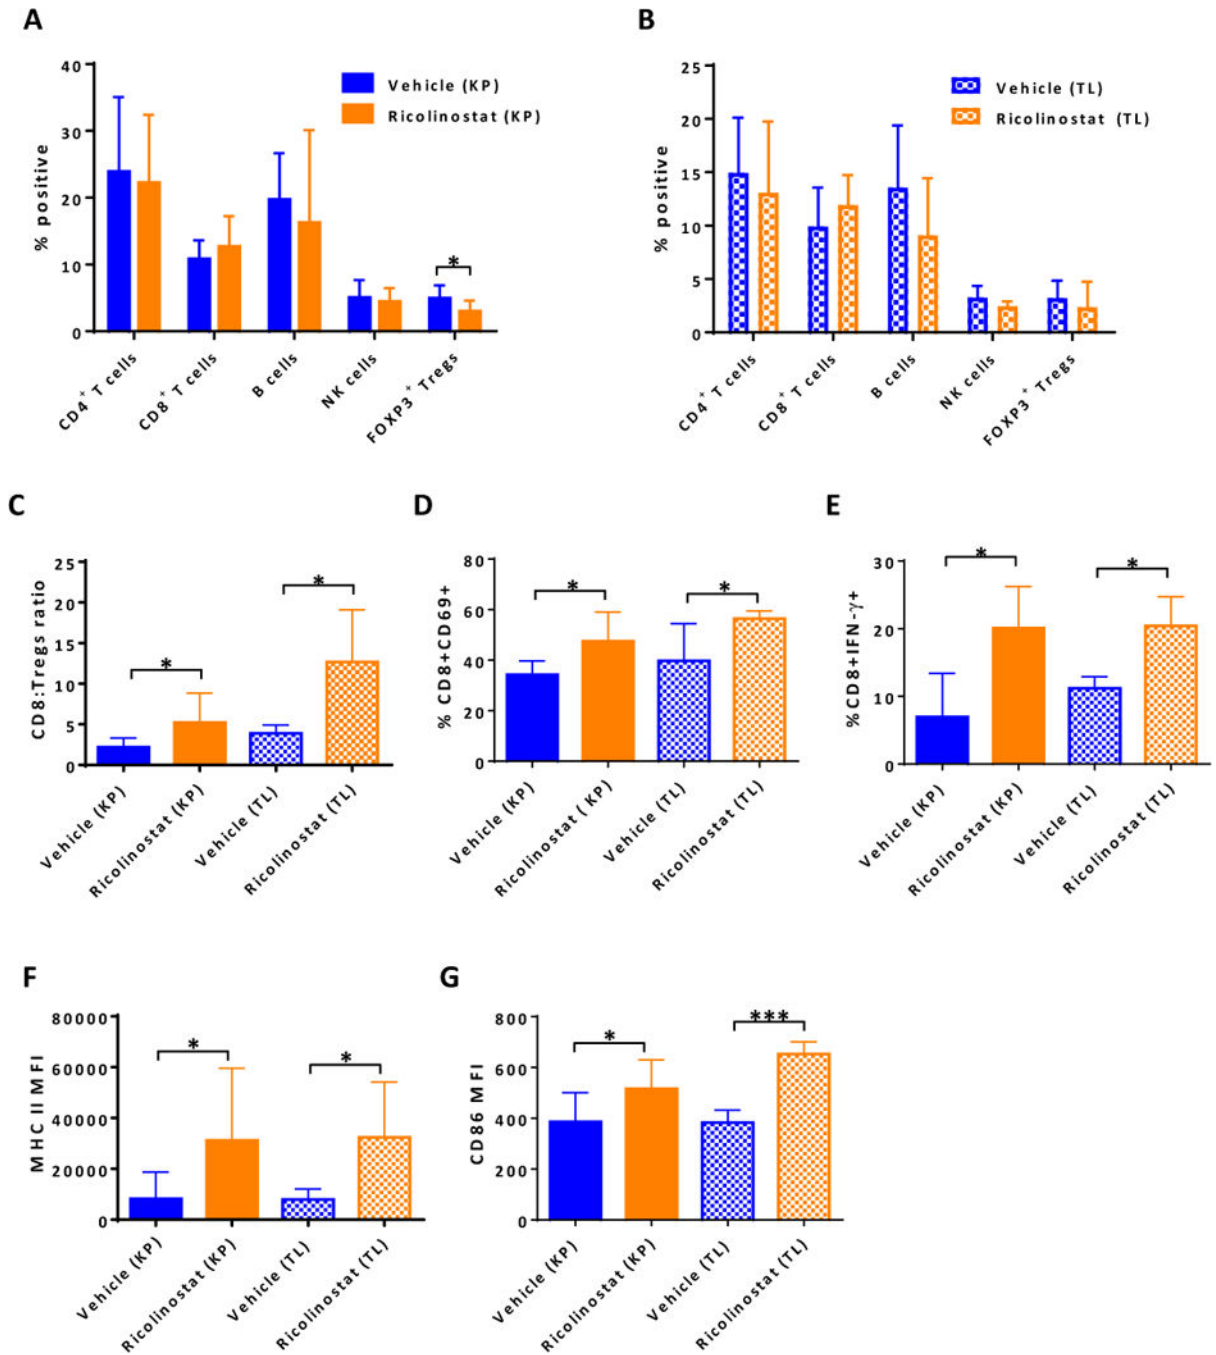 A
B
40
30
20
10
0
% positive
Vehicle (KP)
Ricolinostat (KP)
*
CD4+ T cells
CD8+ T cells
B cells
NK cells
FOXP3+ Tregs
25
20
15
10
5
0
% positive
Vehicle (TL)
Ricolinostat (TL)
CD4+ T cells
CD8+ T cells
B cells
NK cells
FOXP3+ Tregs
C
D
E
25
20
15
10
5
0
CD8:Tregs ratio
*
*
Vehicle (KP)
Ricolinostat (KP)
Vehicle (TL)
Ricolinostat (TL)
80
60
40
20
0
% CD8+CD69+
*
*
Vehicle (KP)
Ricolinostat ( KP)
Vehicle (TL)
Ricolinostat (TL)
30
20
10
0
%CD8+IFN-γ+
*
*
Vehicle (KP)
Ricolinostat (KP)
Vehicle (TL)
Ricolinostat (TL)
F
G
80000
60000
40000
20000
0
MHC II MFI
*
*
Vehicle (KP)
Ricolinostat (KP)
Vehicle (TL)
Ricolinostat (TL)
800
600
400
200
0
CD86 MFI
*
***
Vehicle (KP)
Ricolinostat (KP)
Vehicle (TL)
Ricolinostat (TL)